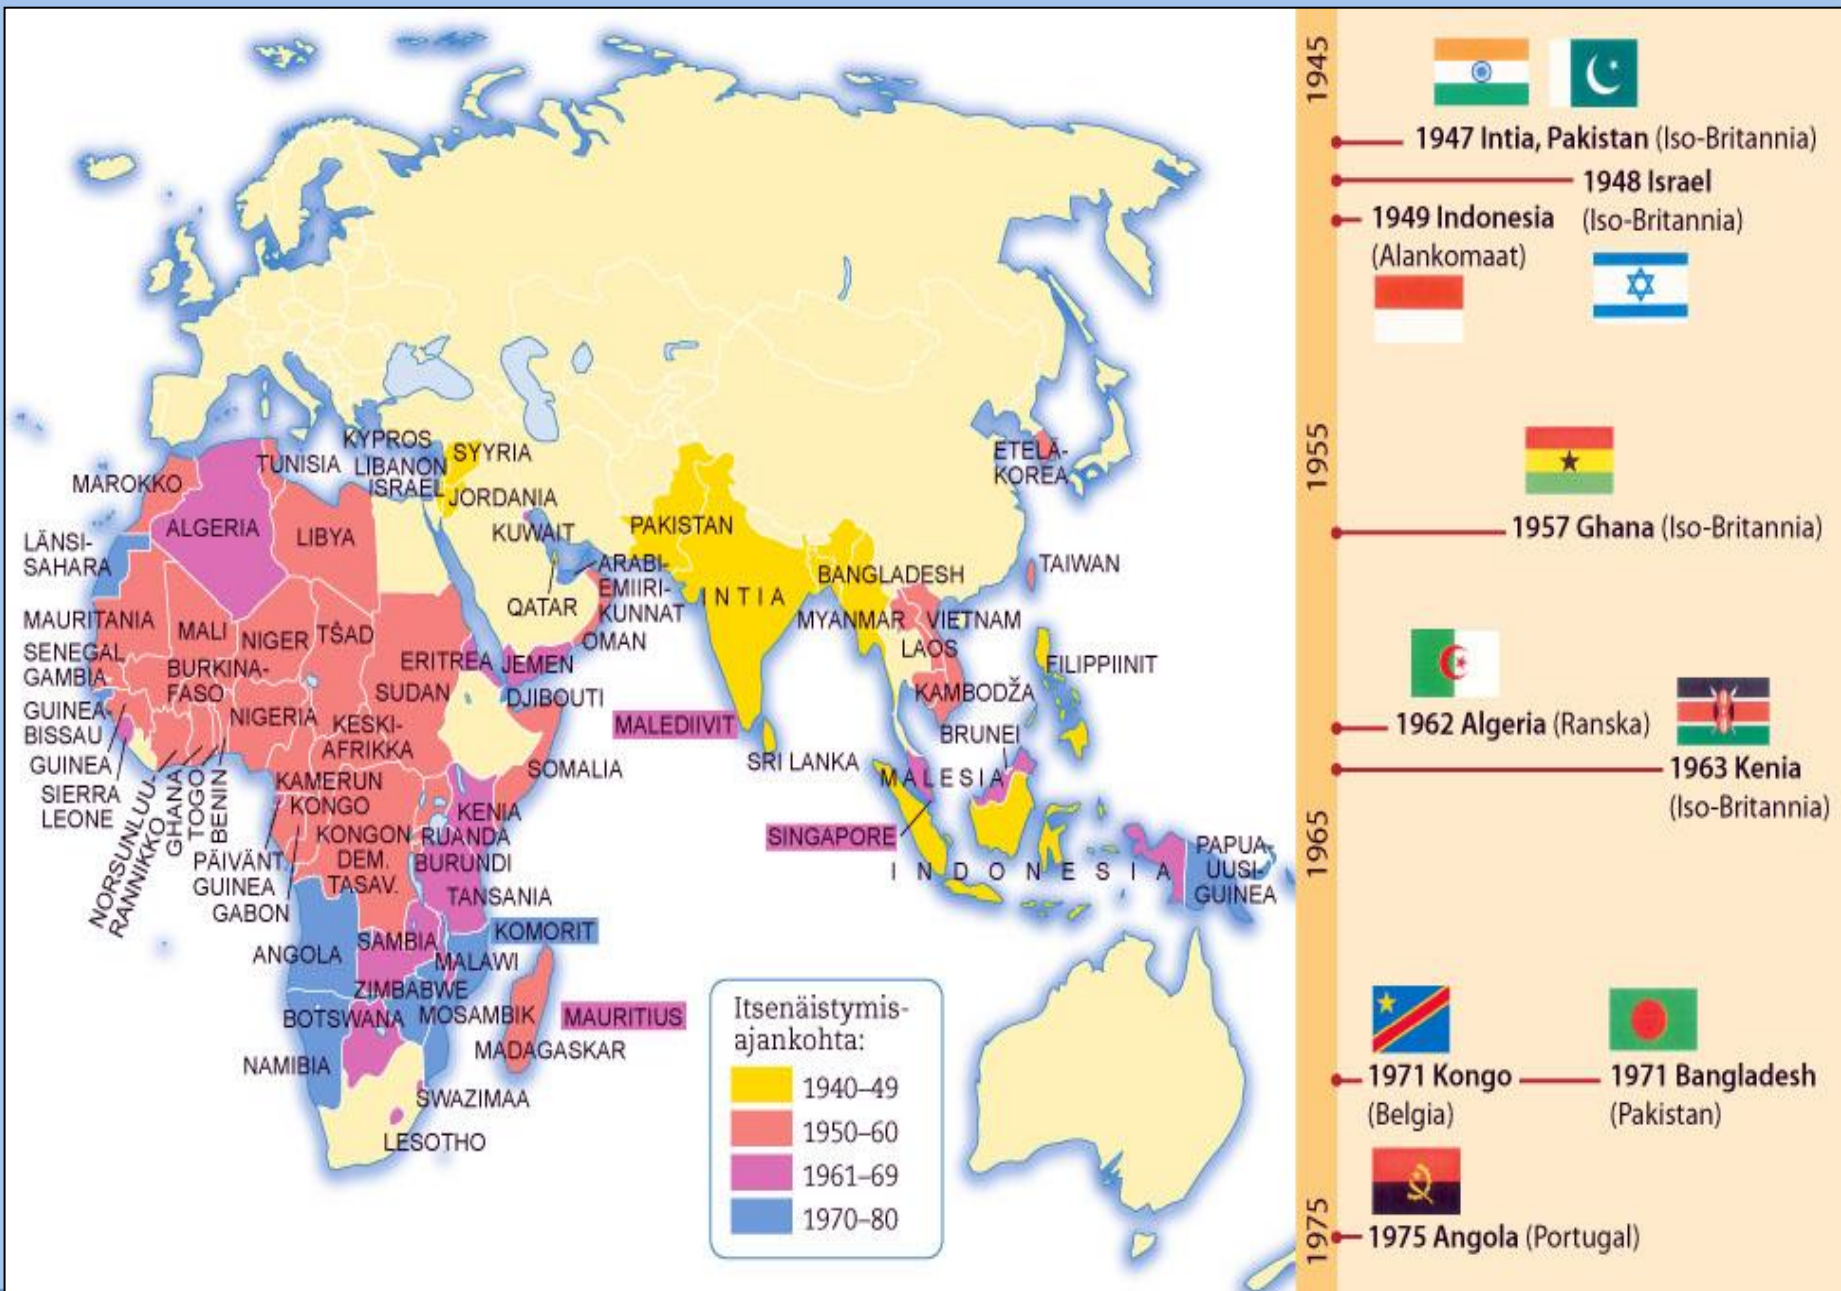 KYPROS
SYYRIA
TUNISIA
LIBANON
ISRAEL
JORDANIA
MAROKKO
ALGERIA
LIBYA
KUWAIT
PAKISTAN
ETELÄ-
KOREA
LÄNSI-
SAHARA
ARABI-
EMIIRI-
KUNNAT
QATAR
OMAN
INTIA
BANGLADESH
TAIWAN
MYANMAR
VIETNAM
LAOS
MAURITANIA
MALI
NIGER
TŠAD
SENEGAL
GAMBIA
BURKINA-
FASO
ERITREA
JEMEN
SUDAN
DJIBOUTI
FILIPPIINIT
KAMBODŽA
GUINEA-
BISSAU
NIGERIA
KESKI-
AFRIKKA
MALEDIIVIT
BRUNEI
GUINEA
SOMALIA
SRI LANKA
MALESIA
SIERRA
LEONE
KAMERUN
KONGO
KENIA
NORSUNLUU-
RANNIKKO
GHANA
TOGO
BENIN
KONGON
DEM.
TASAV.
RUANDA
BURUNDI
SINGAPORE
INDONESIA
PAPUA-
UUSI-
GUINEA
PÄIVÄNT.
GUINEA
GABON
TANSANIA
KOMORIT
ANGOLA
SAMBIA
MALAWI
ZIMBABWE
BOTSWANA
MOSAMBIK
MAURITIUS
NAMIBIA
MADAGASKAR
SWAZIMAA
LESOTHO
Itsenäistymis-
ajankohta:
1940–49
1950–60
1961–69
1970–80
1945
1947 Intia, Pakistan (Iso-Britannia)
1948 Israel
(Iso-Britannia)
1949 Indonesia
(Alankomaat)
1955
1957 Ghana (Iso-Britannia)
1962 Algeria (Ranska)
1963 Kenia
(Iso-Britannia)
1965
1971 Kongo
(Belgia)
1971 Bangladesh
(Pakistan)
1975
1975 Angola (Portugal)